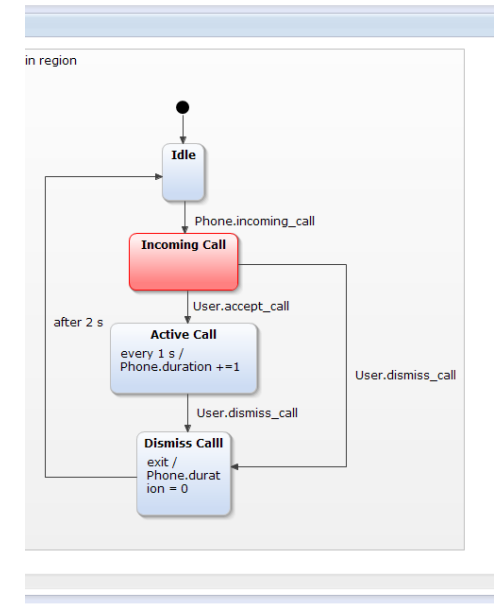 in region
Idle
Phone.incoming_call
Incoming Call
User.accept_call
after 2 s
Active Call
every 1 s /
Phone.duration +=1
User.dismiss_call
User.dismiss_call
Dismiss Calll
exit /
Phone.durat
ion = 0